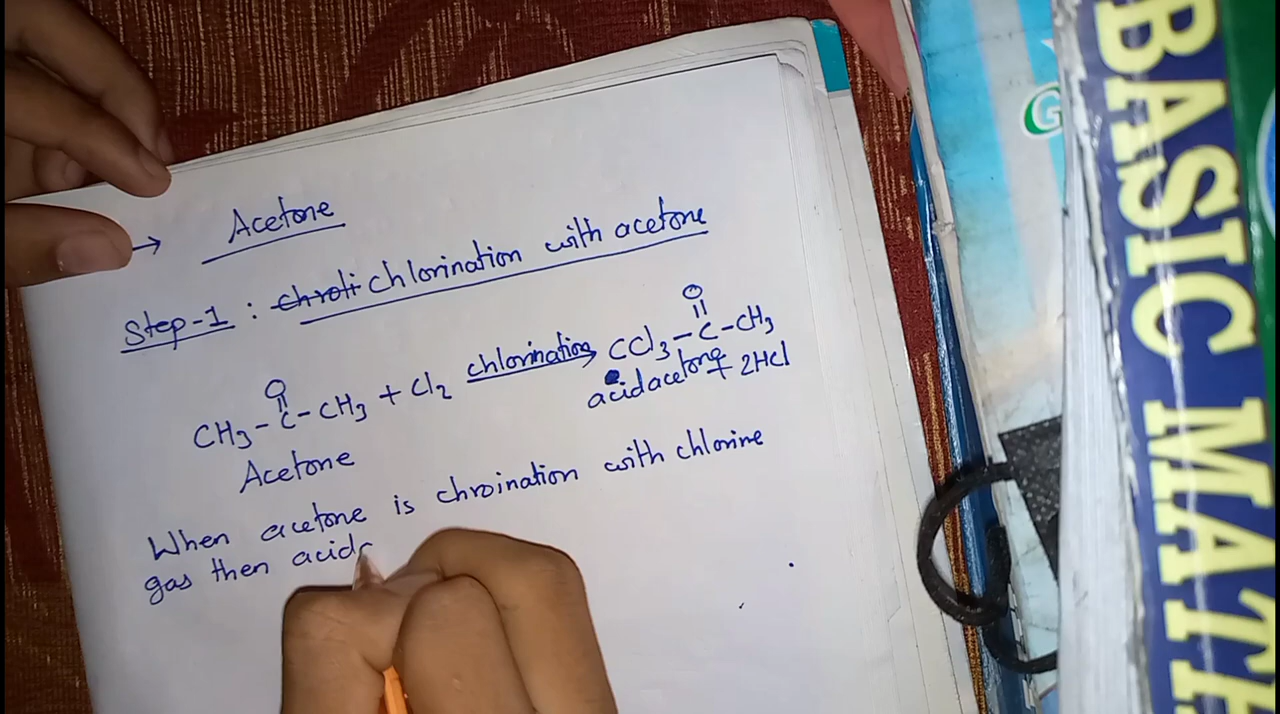 → Acetone
Step-1 : chroti chlorination with acetone
O
||
CH3-C-CH3 + Cl2 chlorination CCl3-C-CH3
O
||
Acetone
acidacetone + 2HCl
When acetone is chroination with chlorine
gas then acid
G
BASIC MATH